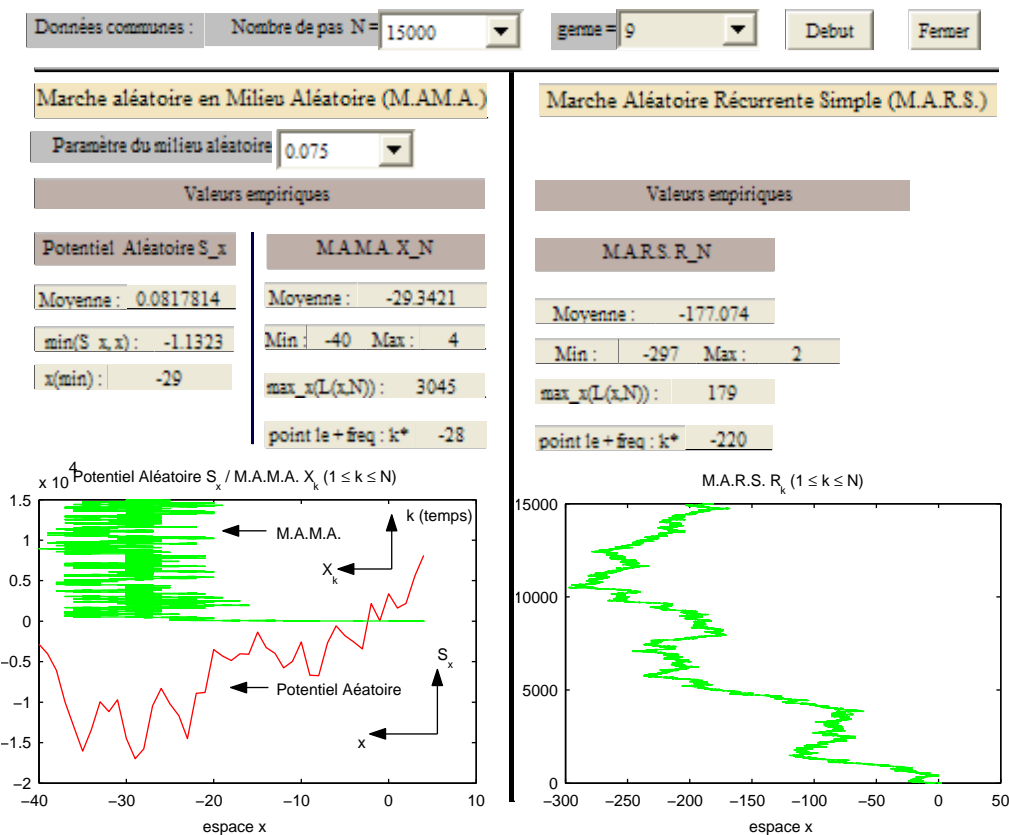 Données communes : Nombre de pas N = 15000 germe = 9 Debut Fermer
Marche aléatoire en Milieu Aléatoire (M.AM.A.)
Paramètre du milieu aléatoire 0.075
Valeurs empiriques
Potentiel Aléatoire S_x
Moyenne : 0.0817814
min(S_x, x) : -1.1323
x(min) : -29
M.A.M.A. X_N
Moyenne : -29.3421
Min : -40 Max : 4
max_x(L(x,N)) : 3045
point le + freq : k* -28
Marche Aléatoire Récurrente Simple (M.A.R.S.)
Valeurs empiriques
M.A.R.S. R_N
Moyenne : -177.074
Min : -297 Max : 2
max_x(L(x,N)) : 179
point le + freq : k* -220
x 10^4
Potentiel Aléatoire S_x / M.A.M.A. X_k (1 ≤ k ≤ N)
1.5
1
0.5
0
−0.5
−1
−1.5
−2
M.A.M.A.
k (temps)
X_k
S_x
Potentiel Aéatoire
x
−40 −30 −20 −10 0 10
espace x
M.A.R.S. R_k (1 ≤ k ≤ N)
15000
10000
5000
0
−300 −250 −200 −150 −100 −50 0 50
espace x